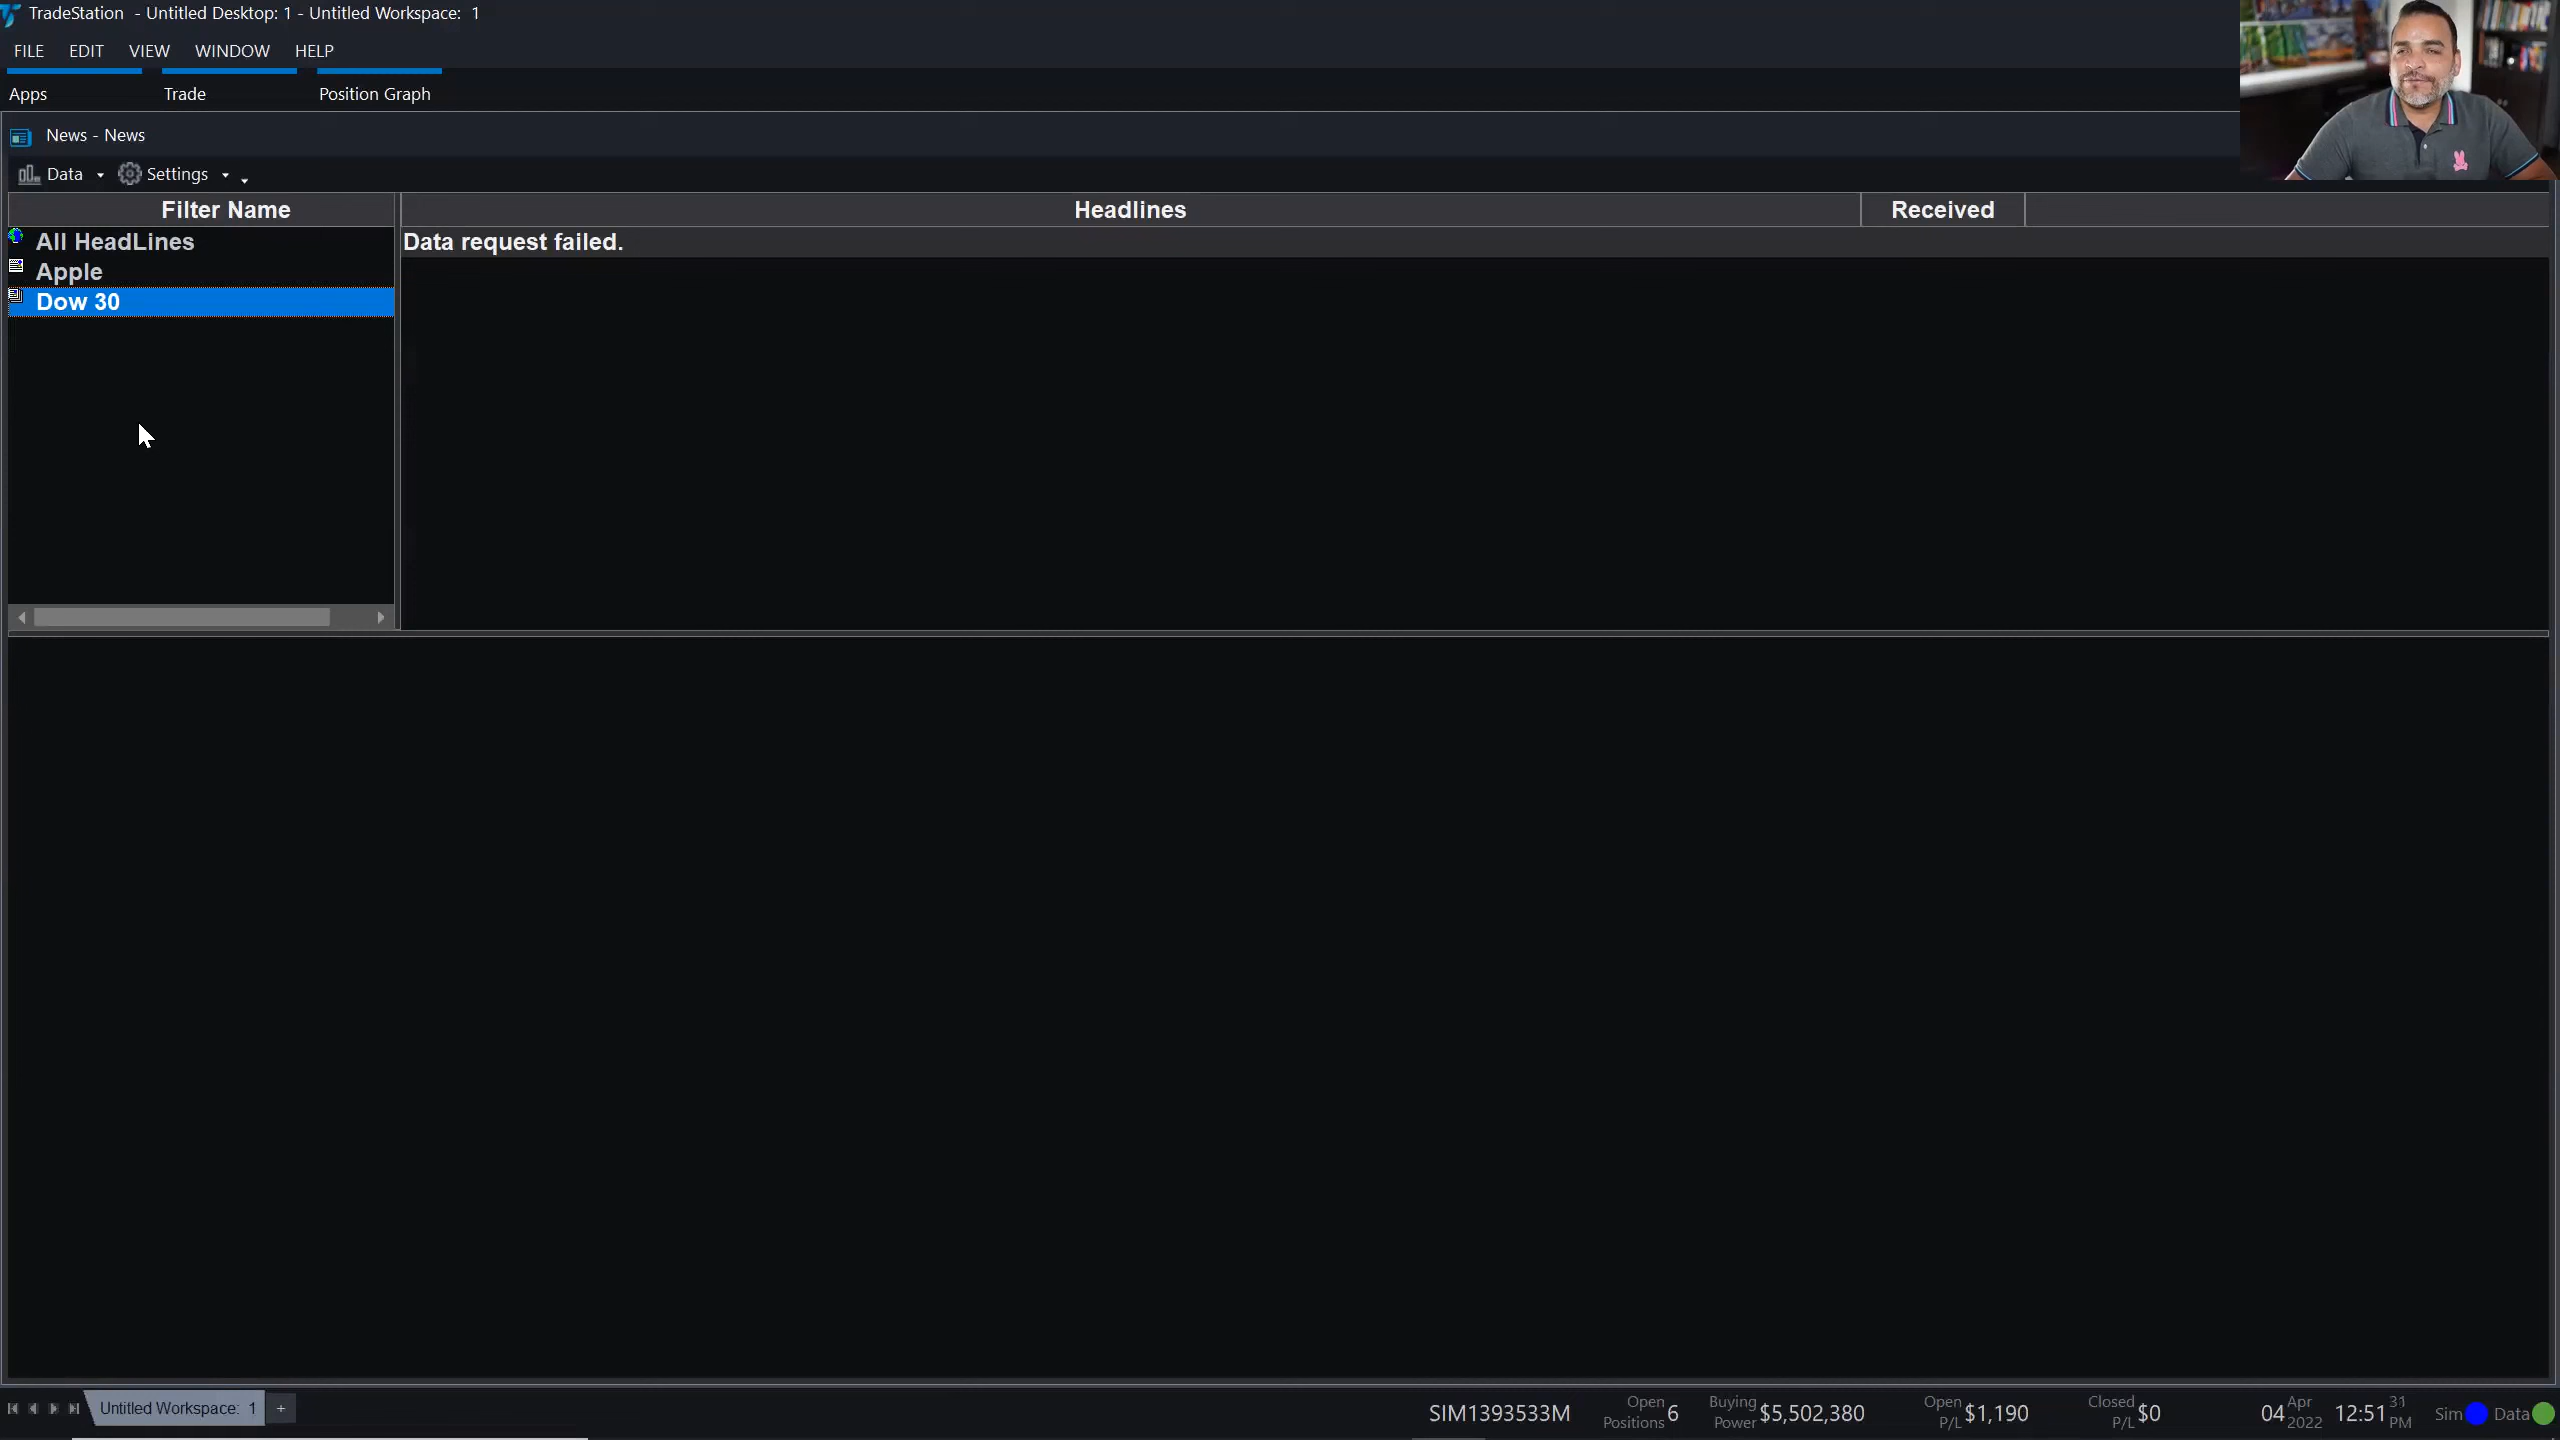 TradeStation - Untitled Desktop: 1 - Untitled Workspace: 1
FILE EDIT VIEW WINDOW HELP
Apps Trade Position Graph
News - News
Data Settings
Filter Name Headlines Received
All HeadLines Data request failed.
Apple
Dow 30
Untitled Workspace: 1 +
SIM1393533M Open Positions 6 Buying Power $5,502,380 Open P/L $1,190 Closed P/L $0 04 Apr 2022 12:51 31 PM Sim Data